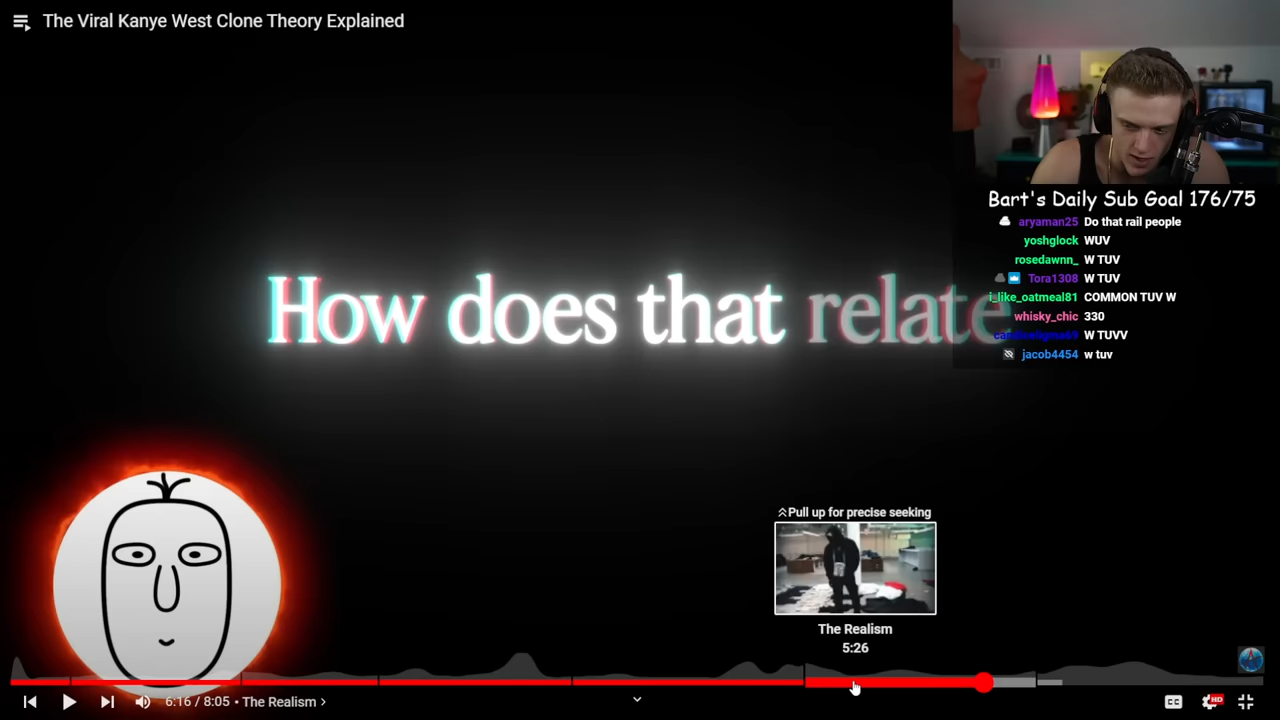 The Viral Kanye West Clone Theory Explained
Bart's Daily Sub Goal 176/75
aryaman25 Do that rail people
yoshglock WUV
rosedawnn_ W TUV
Tora1308 W TUV
i_like_oatmeal81 COMMON TUV W
whisky_chic 330
W TUVV
jacob4454 w tuv
How does that relate
Pull up for precise seeking
The Realism
5:26
6:16 / 8:05 • The Realism
CC
HD